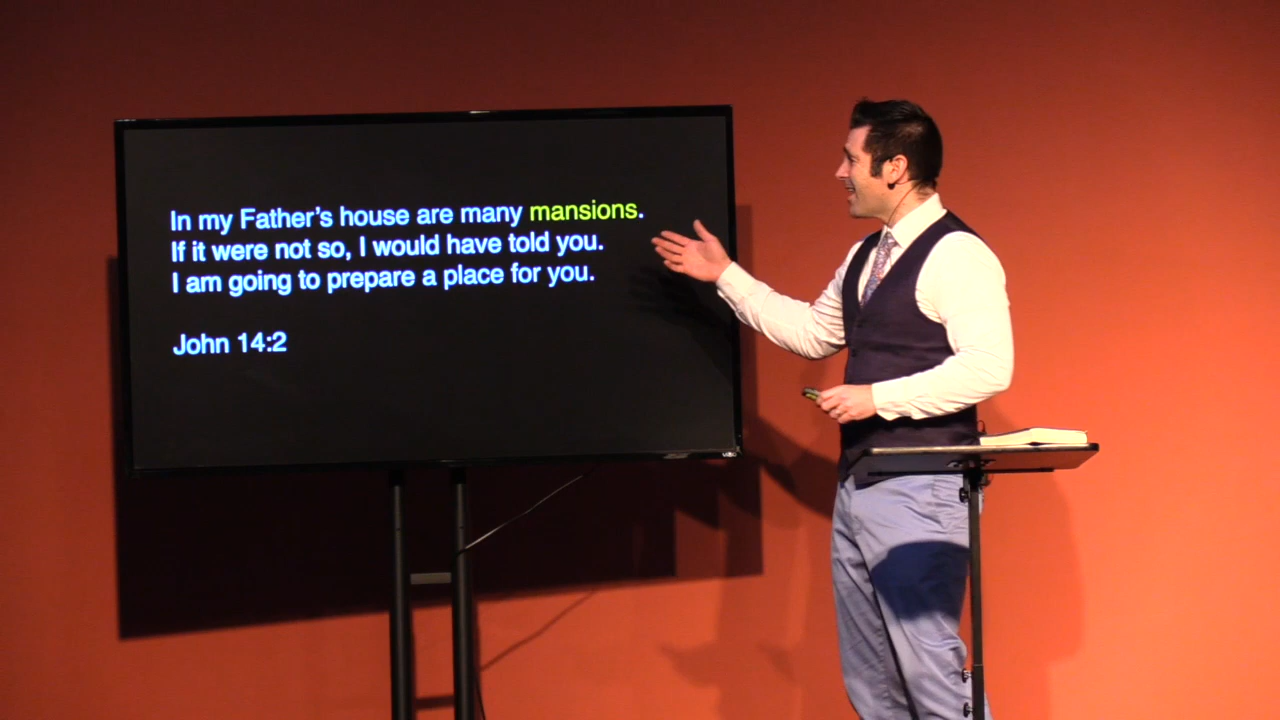 In my Father's house are many mansions.
If it were not so, I would have told you.
I am going to prepare a place for you.
John 14:2